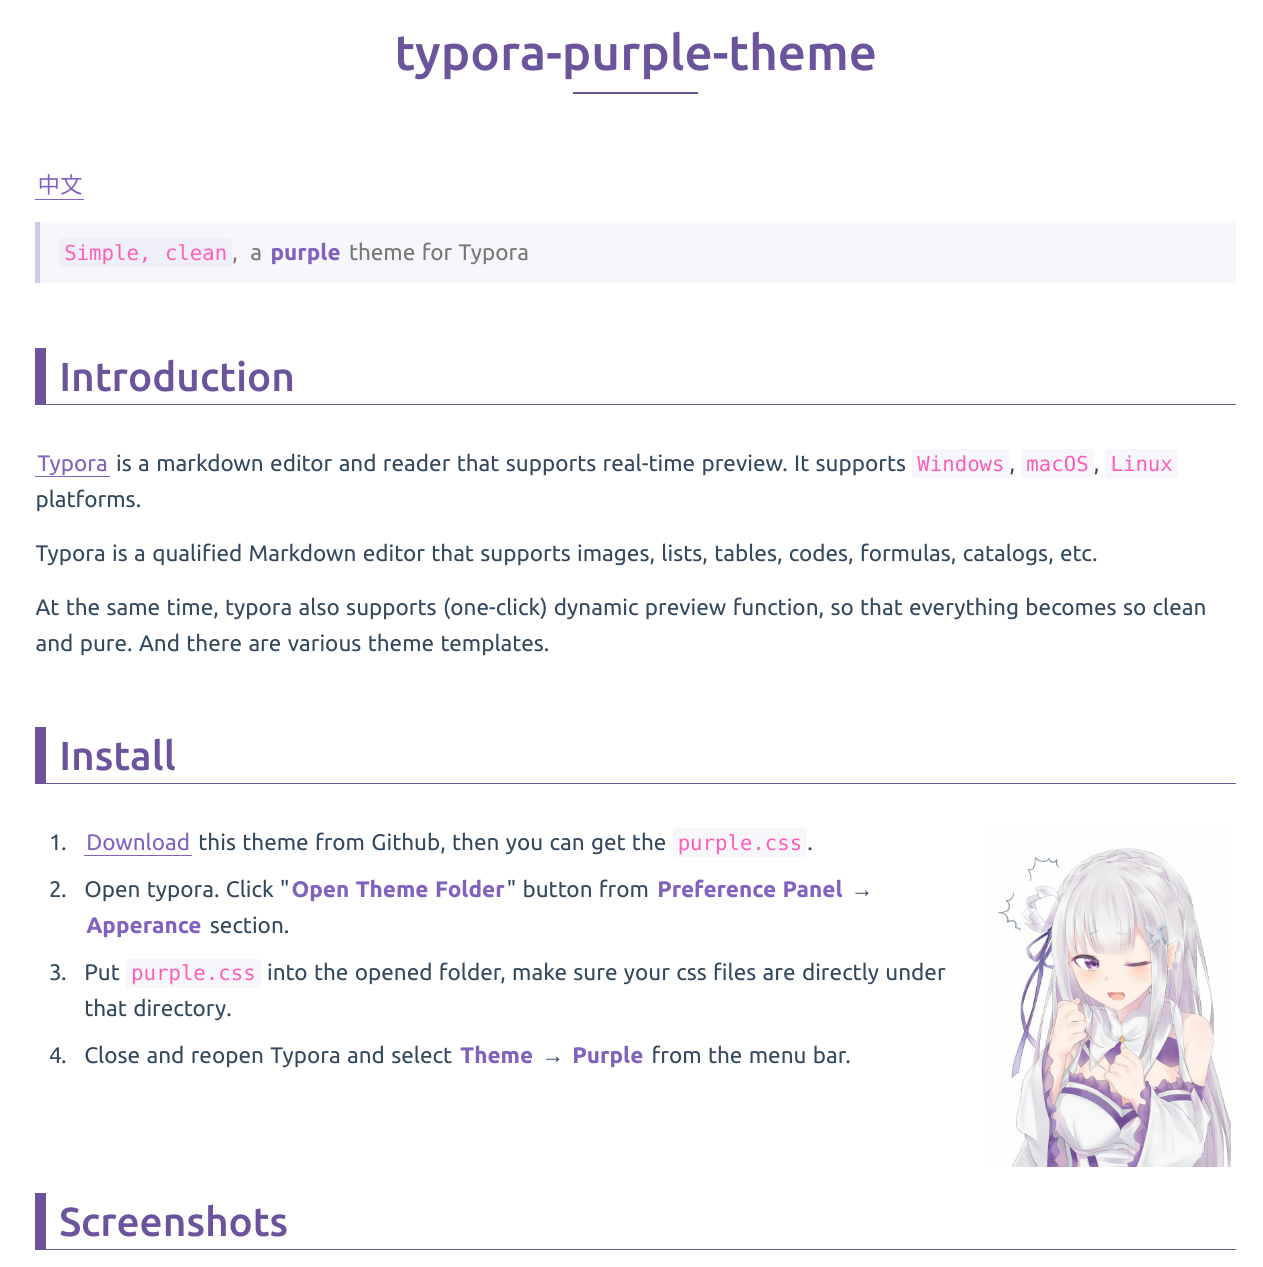 typora-purple-theme
中文
Simple, clean, a purple theme for Typora
Introduction
Typora is a markdown editor and reader that supports real-time preview. It supports Windows, macOS, Linux
platforms.
Typora is a qualified Markdown editor that supports images, lists, tables, codes, formulas, catalogs, etc.
At the same time, typora also supports (one-click) dynamic preview function, so that everything becomes so clean
and pure. And there are various theme templates.
Install
1. Download this theme from Github, then you can get the purple.css.
2. Open typora. Click "Open Theme Folder" button from Preference Panel →
Apperance section.
3. Put purple.css into the opened folder, make sure your css files are directly under
that directory.
4. Close and reopen Typora and select Theme → Purple from the menu bar.
Screenshots